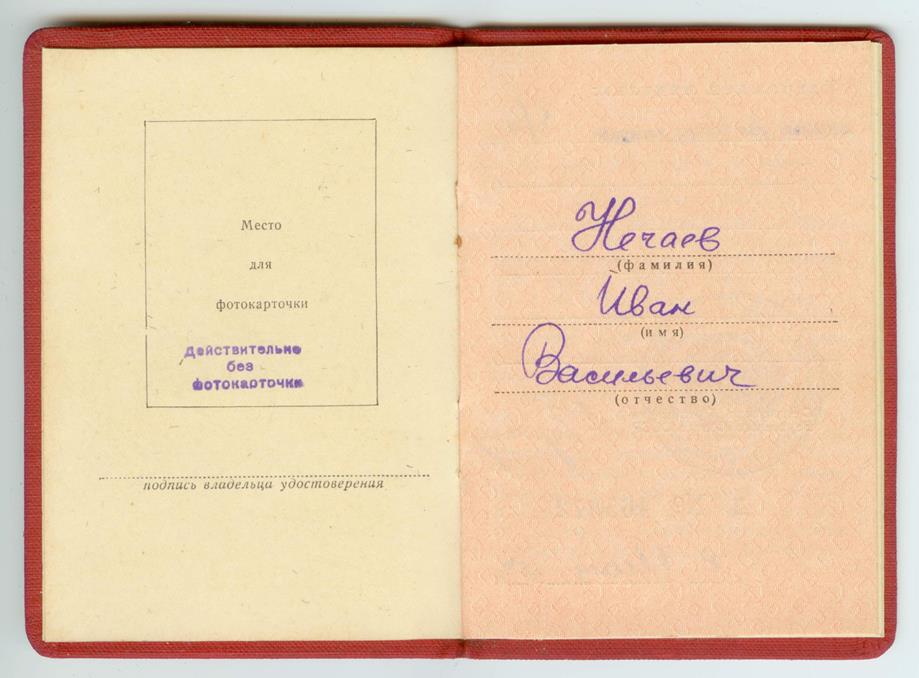 Место
для
фотокарточки
Действительно
без
фотокарточки
подпись владельца удостоверения
Нечаев
(фамилия)
Иван
(имя)
Васильевич
(отчество)